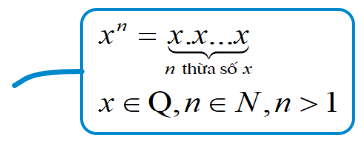 xⁿ = x.x...x
n thừa số x
x ∈ Q, n ∈ N, n > 1